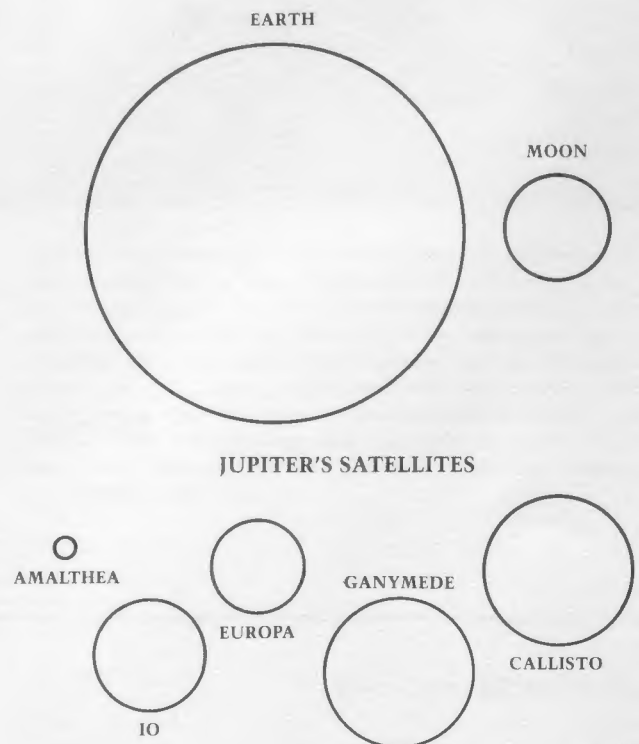 EARTH
MOON
JUPITER'S SATELLITES
AMALTHEA
EUROPA
GANYMEDE
CALLISTO
IO